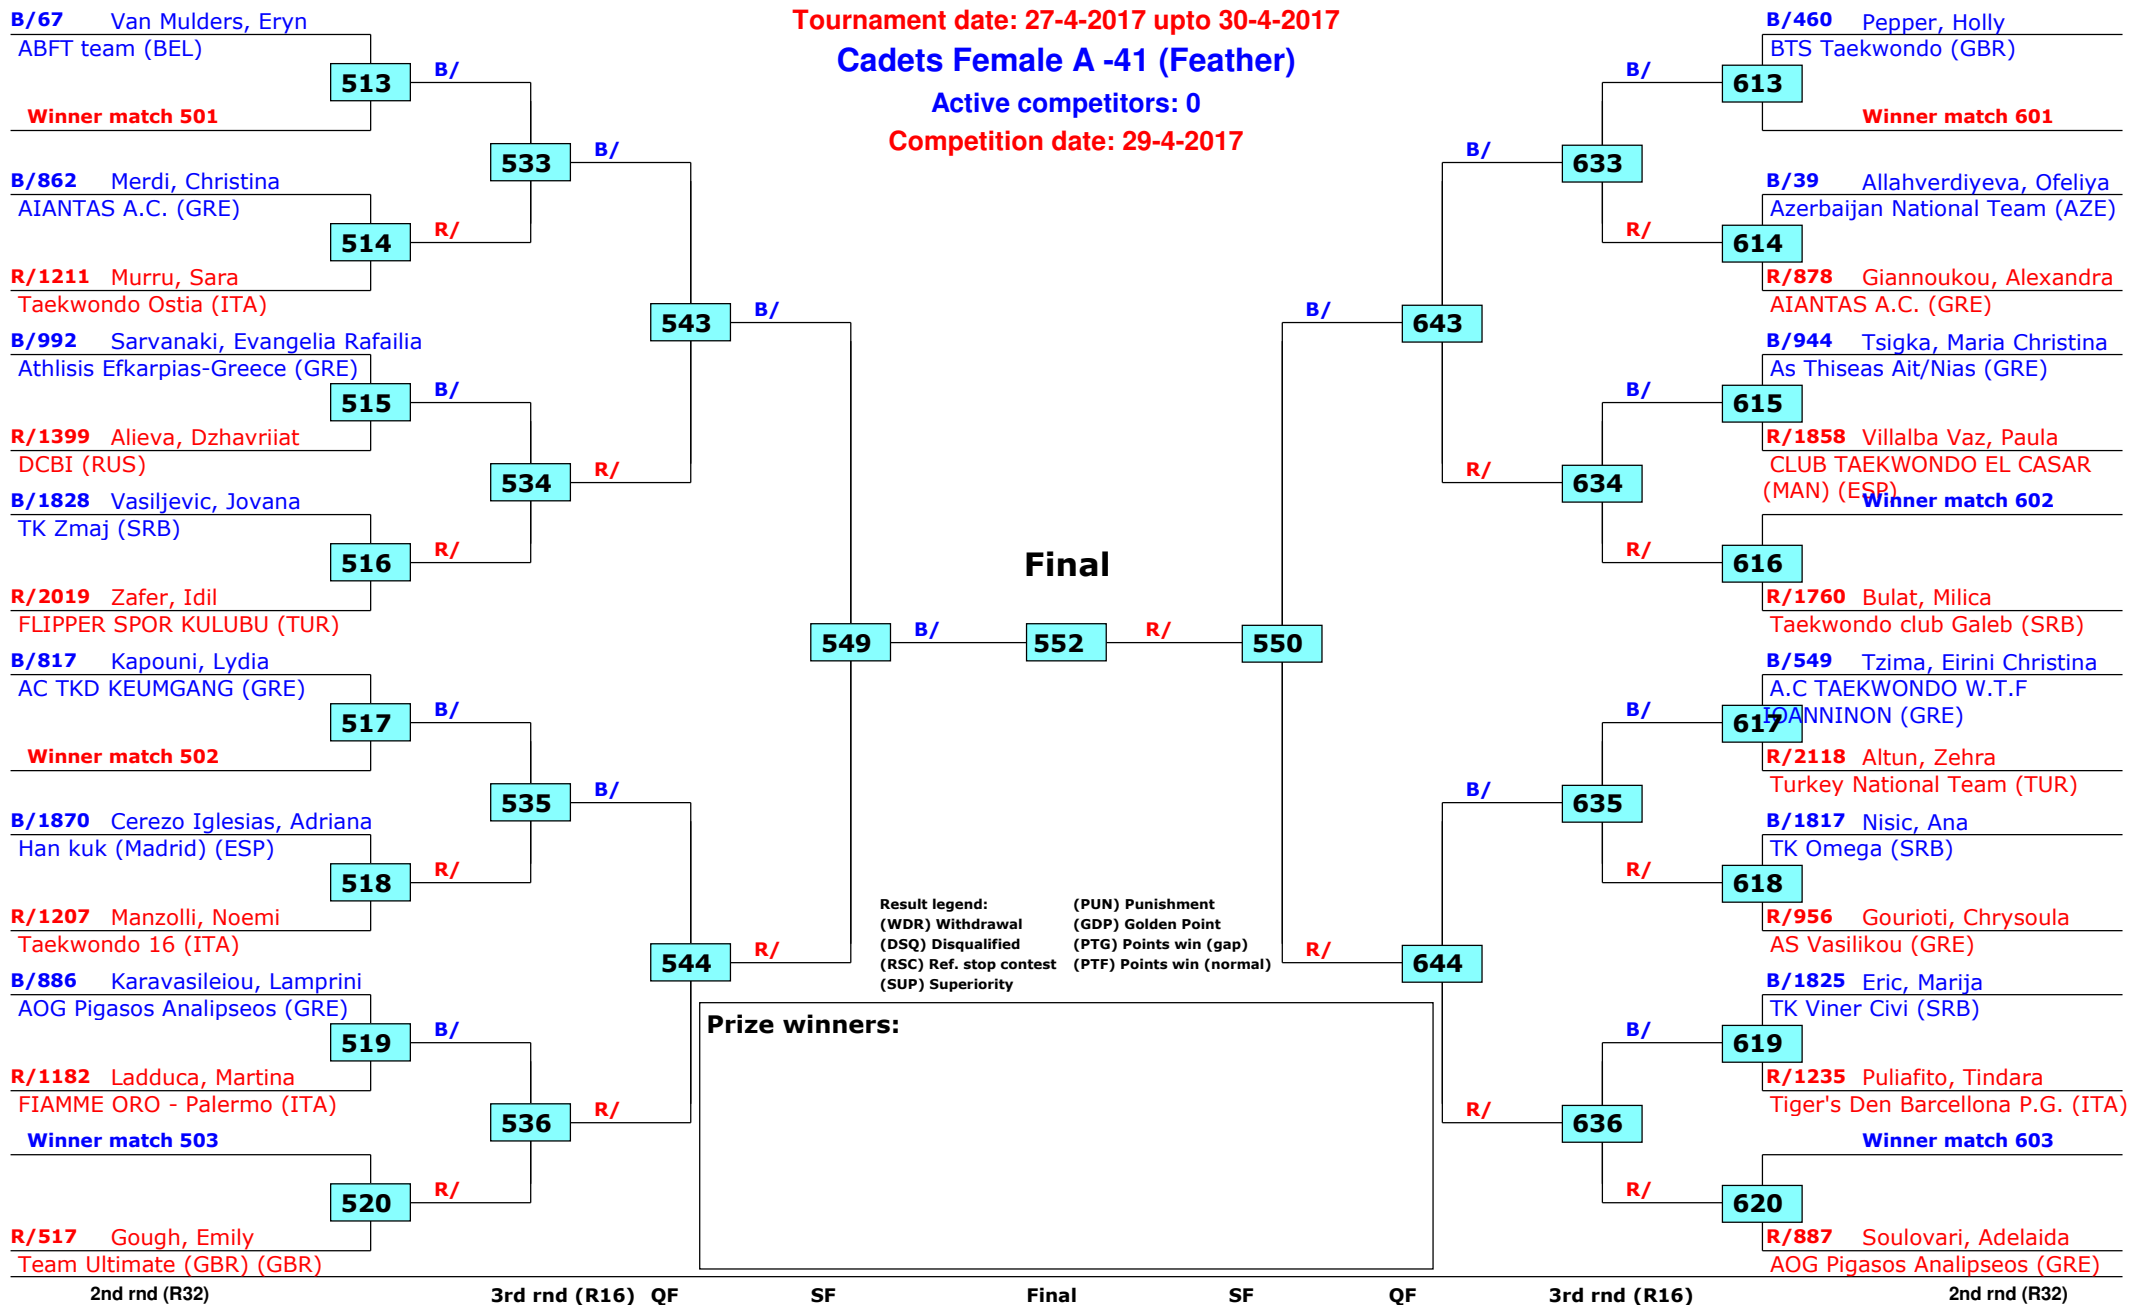 Tournament date: 27-4-2017 upto 30-4-2017
Cadets Female A -41 (Feather)
Active competitors: 0
Competition date: 29-4-2017
B/67 Van Mulders, Eryn
ABFT team (BEL)
513
B/
Winner match 501
533
B/
B/862 Merdi, Christina
AIANTAS A.C. (GRE)
514
R/
R/1211 Murru, Sara
Taekwondo Ostia (ITA)
543
B/
B/992 Sarvanaki, Evangelia Rafailia
Athlisis Efkarpias-Greece (GRE)
515
B/
R/1399 Alieva, Dzhavriiat
DCBI (RUS)
534
R/
B/1828 Vasiljevic, Jovana
TK Zmaj (SRB)
516
R/
R/2019 Zafer, Idil
FLIPPER SPOR KULUBU (TUR)
549
B/
B/817 Kapouni, Lydia
AC TKD KEUMGANG (GRE)
517
B/
Winner match 502
535
B/
B/1870 Cerezo Iglesias, Adriana
Han kuk (Madrid) (ESP)
518
R/
R/1207 Manzolli, Noemi
Taekwondo 16 (ITA)
544
R/
B/886 Karavasileiou, Lamprini
AOG Pigasos Analipseos (GRE)
519
B/
R/1182 Ladduca, Martina
FIAMME ORO - Palermo (ITA)
536
R/
Winner match 503
520
R/
R/517 Gough, Emily
Team Ultimate (GBR) (GBR)
Final
552
R/
550
B/460 Pepper, Holly
BTS Taekwondo (GBR)
B/
613
Winner match 601
B/
633
B/39 Allahverdiyeva, Ofeliya
Azerbaijan National Team (AZE)
R/
614
R/878 Giannoukou, Alexandra
AIANTAS A.C. (GRE)
B/
643
B/944 Tsigka, Maria Christina
As Thiseas Ait/Nias (GRE)
B/
615
R/1858 Villalba Vaz, Paula
CLUB TAEKWONDO EL CASAR
(MAN) (ESP)
R/
634
Winner match 602
R/
616
R/1760 Bulat, Milica
Taekwondo club Galeb (SRB)
B/549 Tzima, Eirini Christina
A.C TAEKWONDO W.T.F
IOANNINON (GRE)
B/
617
R/2118 Altun, Zehra
Turkey National Team (TUR)
B/
635
B/1817 Nisic, Ana
TK Omega (SRB)
R/
618
R/956 Gourioti, Chrysoula
AS Vasilikou (GRE)
R/
644
B/1825 Eric, Marija
TK Viner Civi (SRB)
B/
619
R/1235 Puliafito, Tindara
Tiger's Den Barcellona P.G. (ITA)
R/
636
Winner match 603
R/
620
R/887 Soulovari, Adelaida
AOG Pigasos Analipseos (GRE)
Result legend:
(WDR) Withdrawal
(DSQ) Disqualified
(RSC) Ref. stop contest
(SUP) Superiority
(PUN) Punishment
(GDP) Golden Point
(PTG) Points win (gap)
(PTF) Points win (normal)
Prize winners:
2nd rnd (R32) 3rd rnd (R16) QF SF Final SF QF 3rd rnd (R16) 2nd rnd (R32)